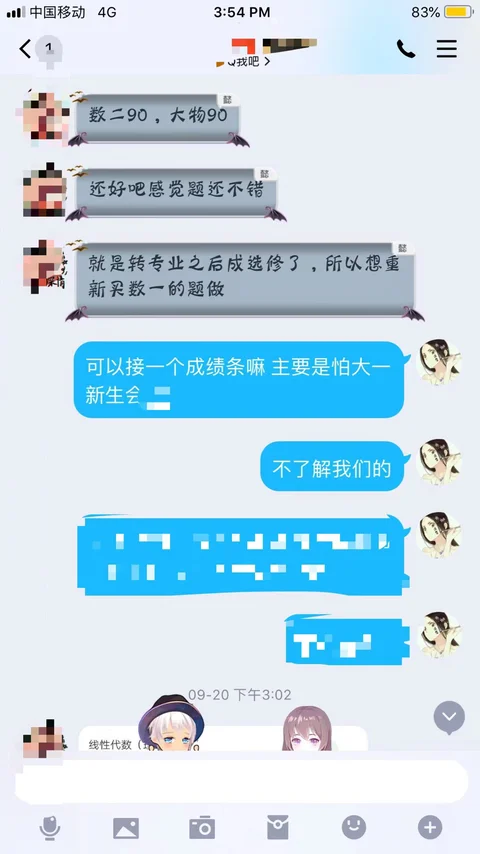 中国移动 4G
3:54 PM
83%
1
Q我吧
数二90，大物90
还好吧感觉题还不错
就是转专业之后成选修了，所以想重
新买数一的题做
可以接一个成绩条嘛 主要是怕大一
新生会
不了解我们的
09-20 下午3:02
线性代数